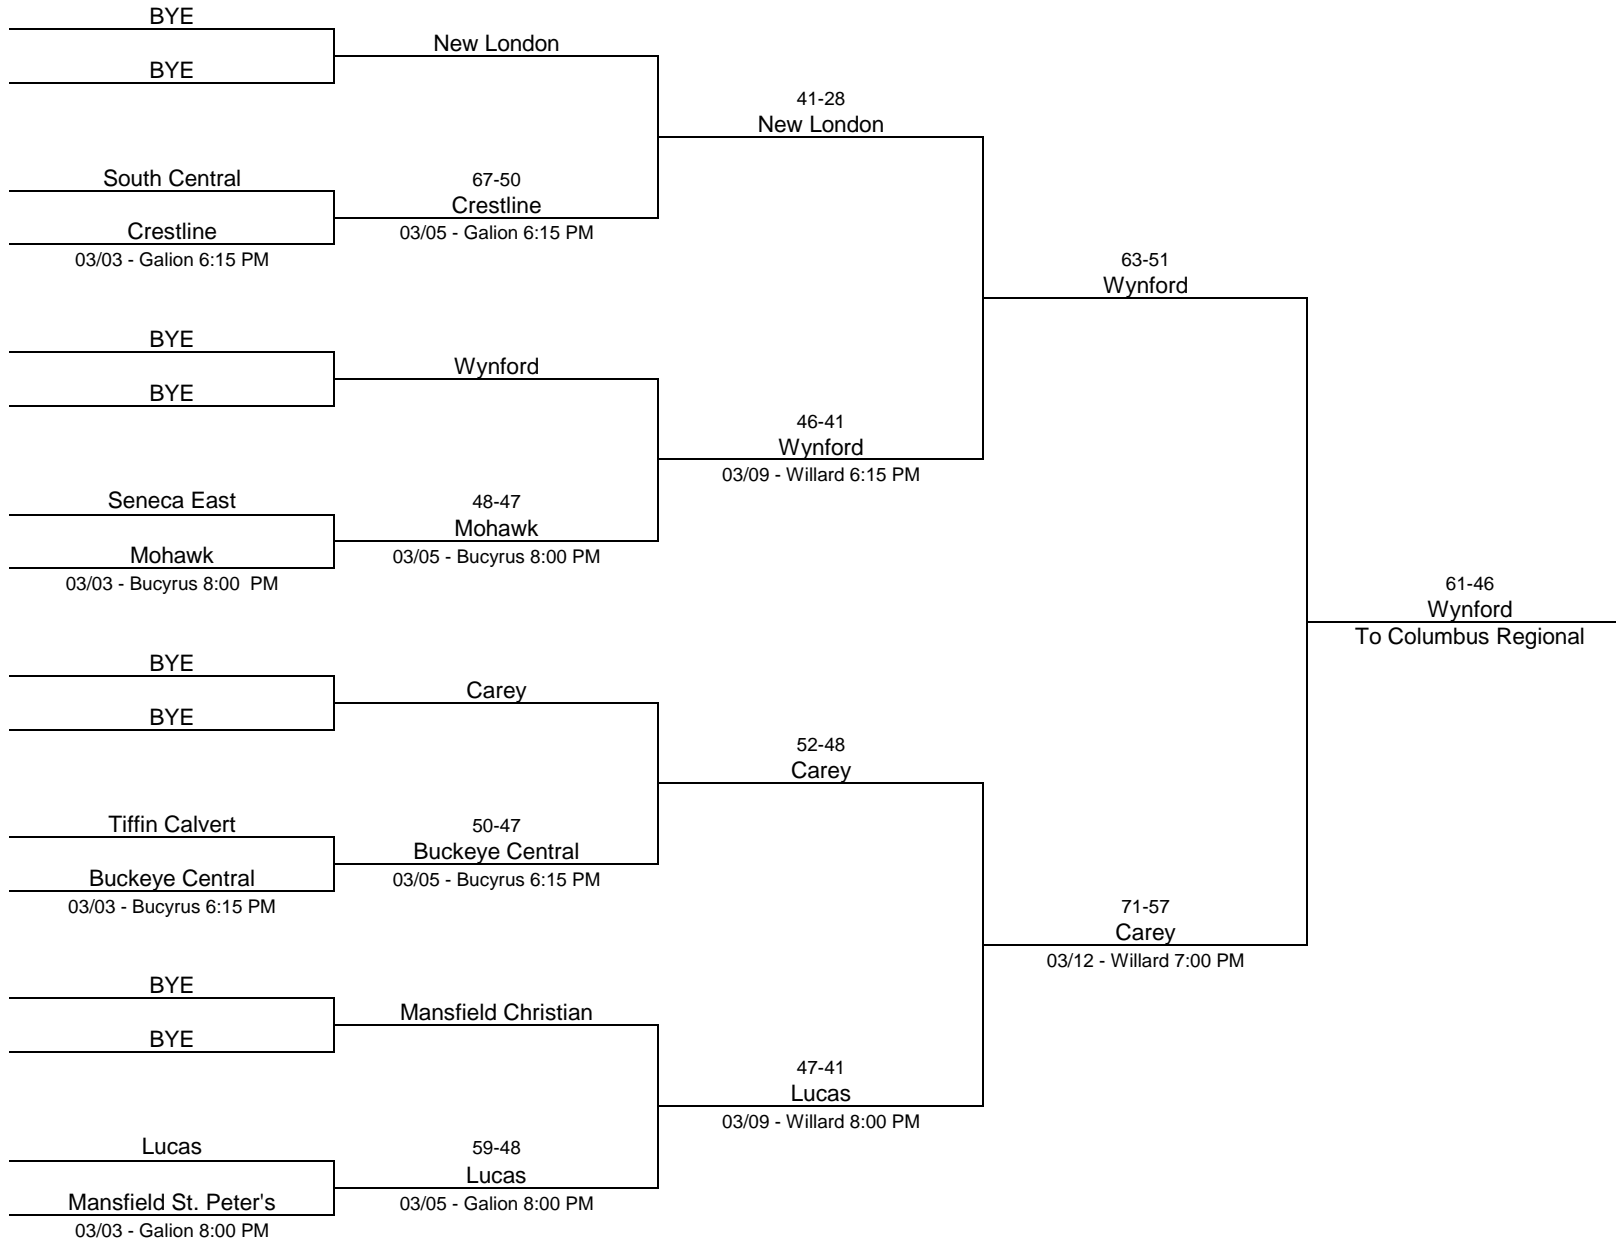 BYE
New London
BYE
41-28
New London
South Central
67-50
Crestline
Crestline
03/05 - Galion 6:15 PM
03/03 - Galion 6:15 PM
63-51
Wynford
BYE
Wynford
BYE
46-41
Wynford
03/09 - Willard 6:15 PM
Seneca East
48-47
Mohawk
Mohawk
03/05 - Bucyrus 8:00 PM
03/03 - Bucyrus 8:00  PM
61-46
Wynford
To Columbus Regional
BYE
Carey
BYE
52-48
Carey
Tiffin Calvert
50-47
Buckeye Central
Buckeye Central
03/05 - Bucyrus 6:15 PM
03/03 - Bucyrus 6:15 PM
71-57
Carey
03/12 - Willard 7:00 PM
BYE
Mansfield Christian
BYE
47-41
Lucas
03/09 - Willard 8:00 PM
Lucas
59-48
Lucas
Mansfield St. Peter's
03/05 - Galion 8:00 PM
03/03 - Galion 8:00 PM